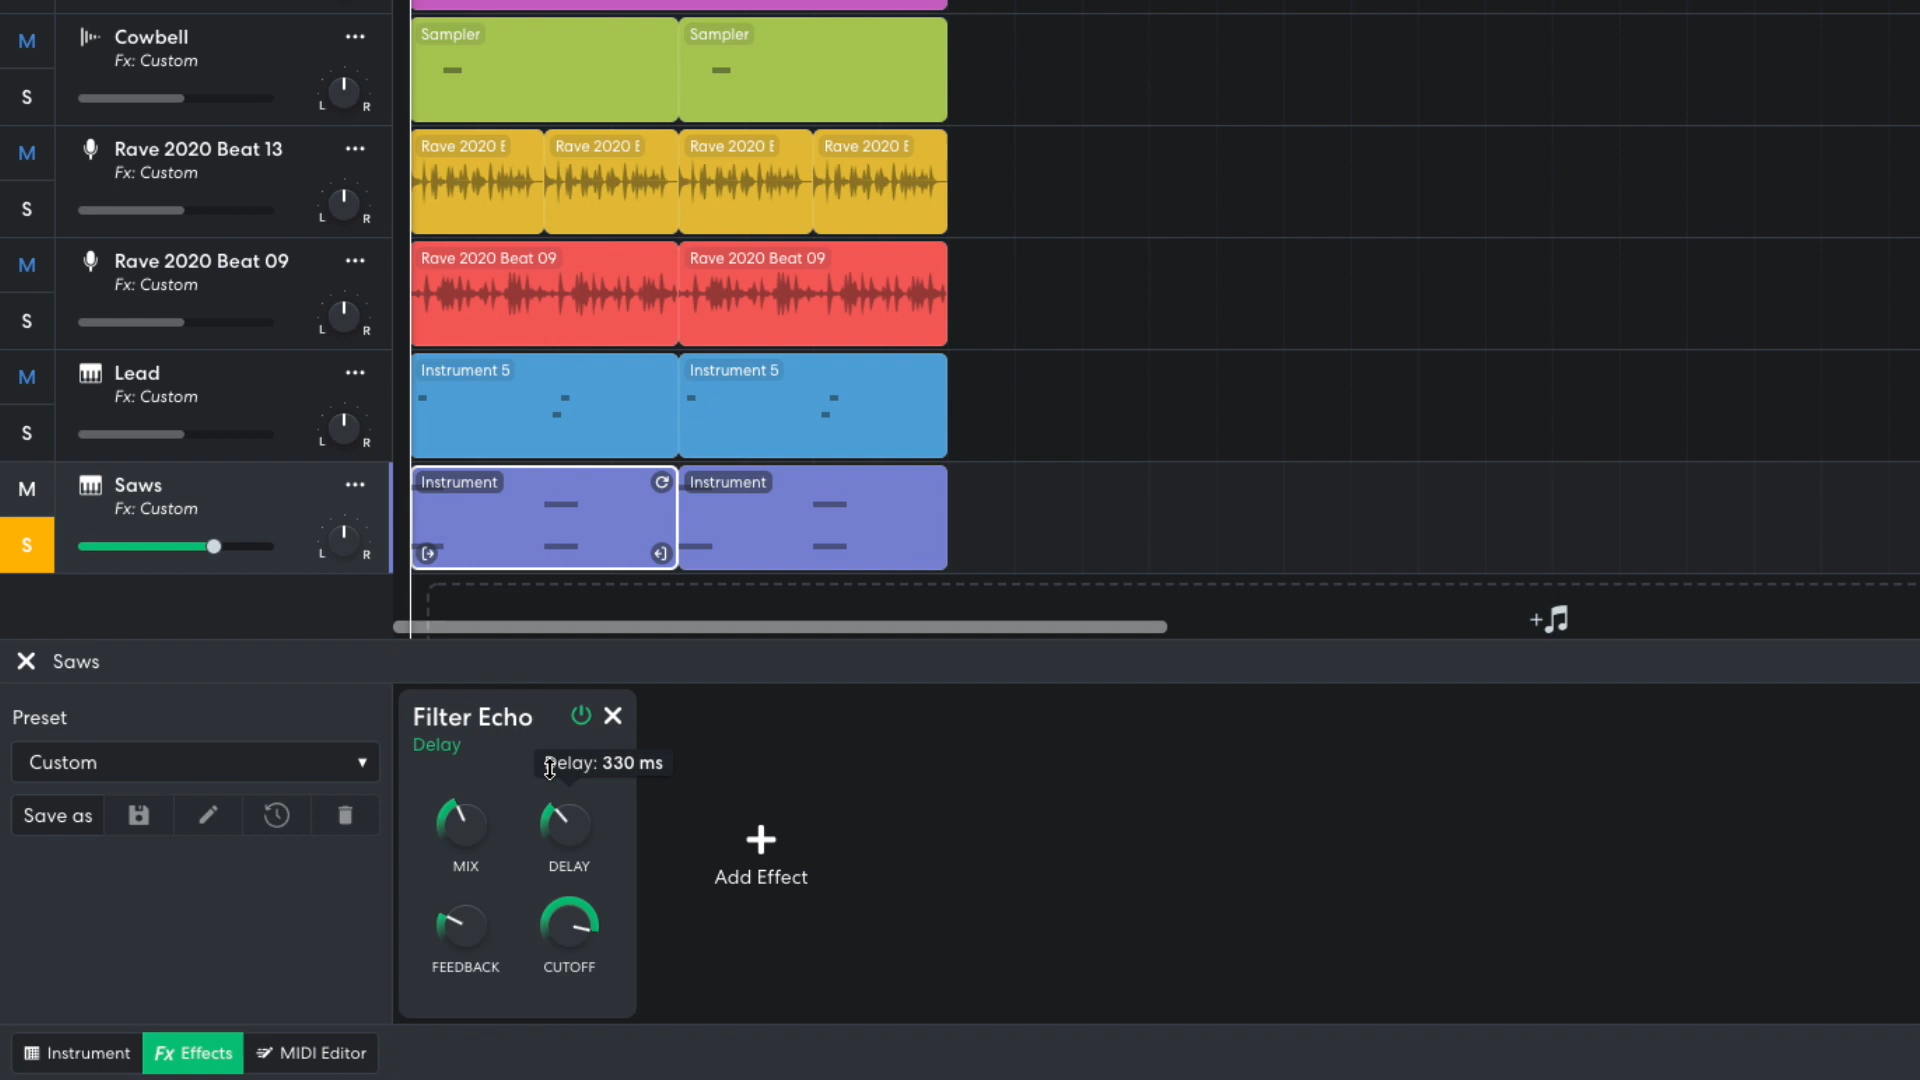 M
Cowbell
Fx: Custom
S
L
R
Sampler
Sampler
M
Rave 2020 Beat 13
Fx: Custom
S
L
R
Rave 2020
Rave 2020
Rave 2020
Rave 2020
M
Rave 2020 Beat 09
Fx: Custom
S
L
R
Rave 2020 Beat 09
Rave 2020 Beat 09
M
Lead
Fx: Custom
S
L
R
Instrument 5
Instrument 5
M
Saws
Fx: Custom
S
L
R
Instrument
Instrument
Saws
Preset
Custom
Save as
Filter Echo
Delay
Delay: 330 ms
MIX
DELAY
FEEDBACK
CUTOFF
Add Effect
Instrument
Fx Effects
MIDI Editor